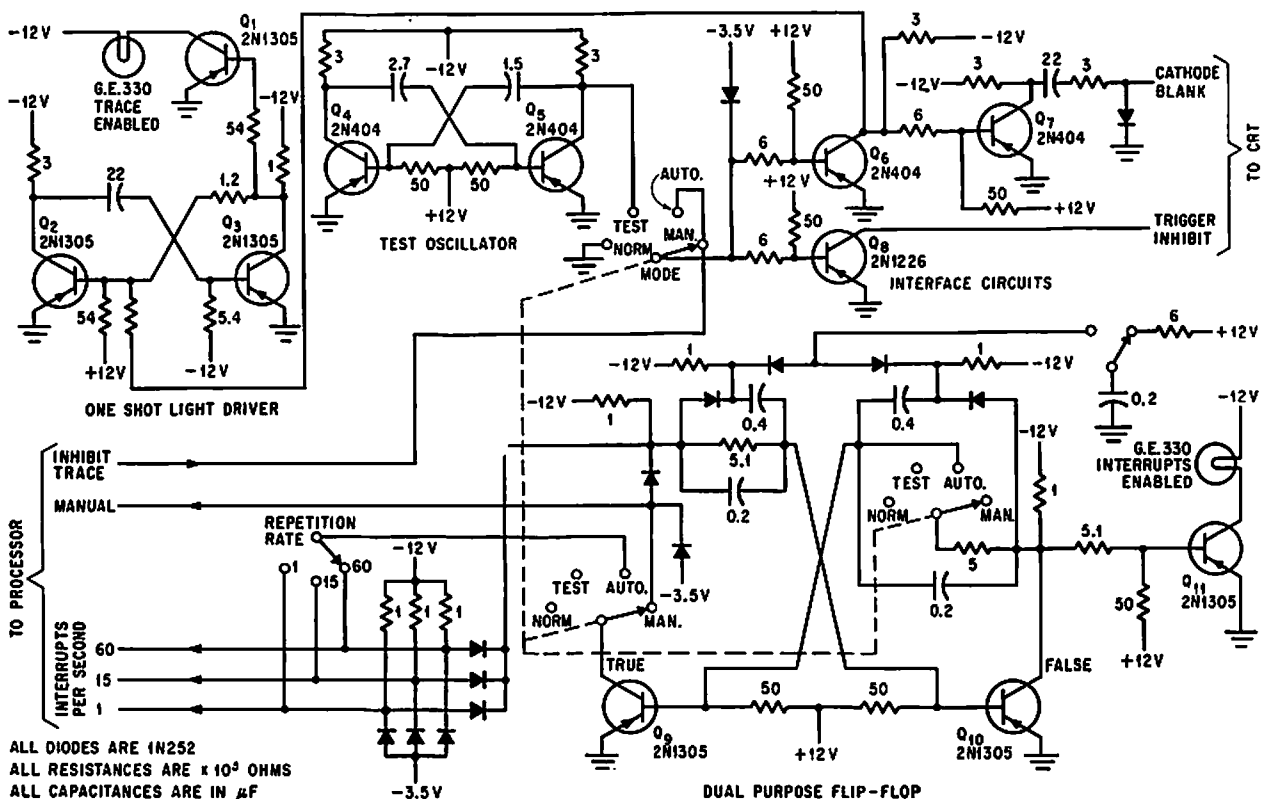 -12V
Q1
2N1305
G.E.330
TRACE
ENABLED
-12V
-12V
54
3
1
22
1.2
Q2
2N1305
Q3
2N1305
54
5.4
+12V
-12V
ONE SHOT LIGHT DRIVER
3
-12V
3
2.7
1.5
Q4
2N404
Q5
2N404
50
50
+12V
TEST OSCILLATOR
-3.5V
+12V
50
6
+12V
50
6
Q6
2N404
Q8
2N1226
INTERFACE CIRCUITS
AUTO.
TEST
MAN.
NORM
MODE
3
-12V
3
-12V
22
3
6
Q7
2N404
50
+12V
CATHODE
BLANK
TRIGGER
INHIBIT
TO CRT
-12V
1
1
-12V
6
+12V
0.2
-12V
1
0.4
5.1
0.2
0.4
TEST
AUTO.
NORM
MAN.
5
0.2
-12V
1
5.1
50
+12V
-12V
G.E.330
INTERRUPTS
ENABLED
Q11
2N1305
TO PROCESSOR
INHIBIT
TRACE
MANUAL
REPETITION
RATE
1
15
60
-12V
1
1
1
TEST
AUTO.
NORM
MAN.
-3.5V
INTERRUPTS
PER SECOND
60
15
1
-3.5V
TRUE
FALSE
Q9
2N1305
50
50
+12V
Q10
2N1305
ALL DIODES ARE 1N252
ALL RESISTANCES ARE × 10³ OHMS
ALL CAPACITANCES ARE IN µF
DUAL PURPOSE FLIP-FLOP